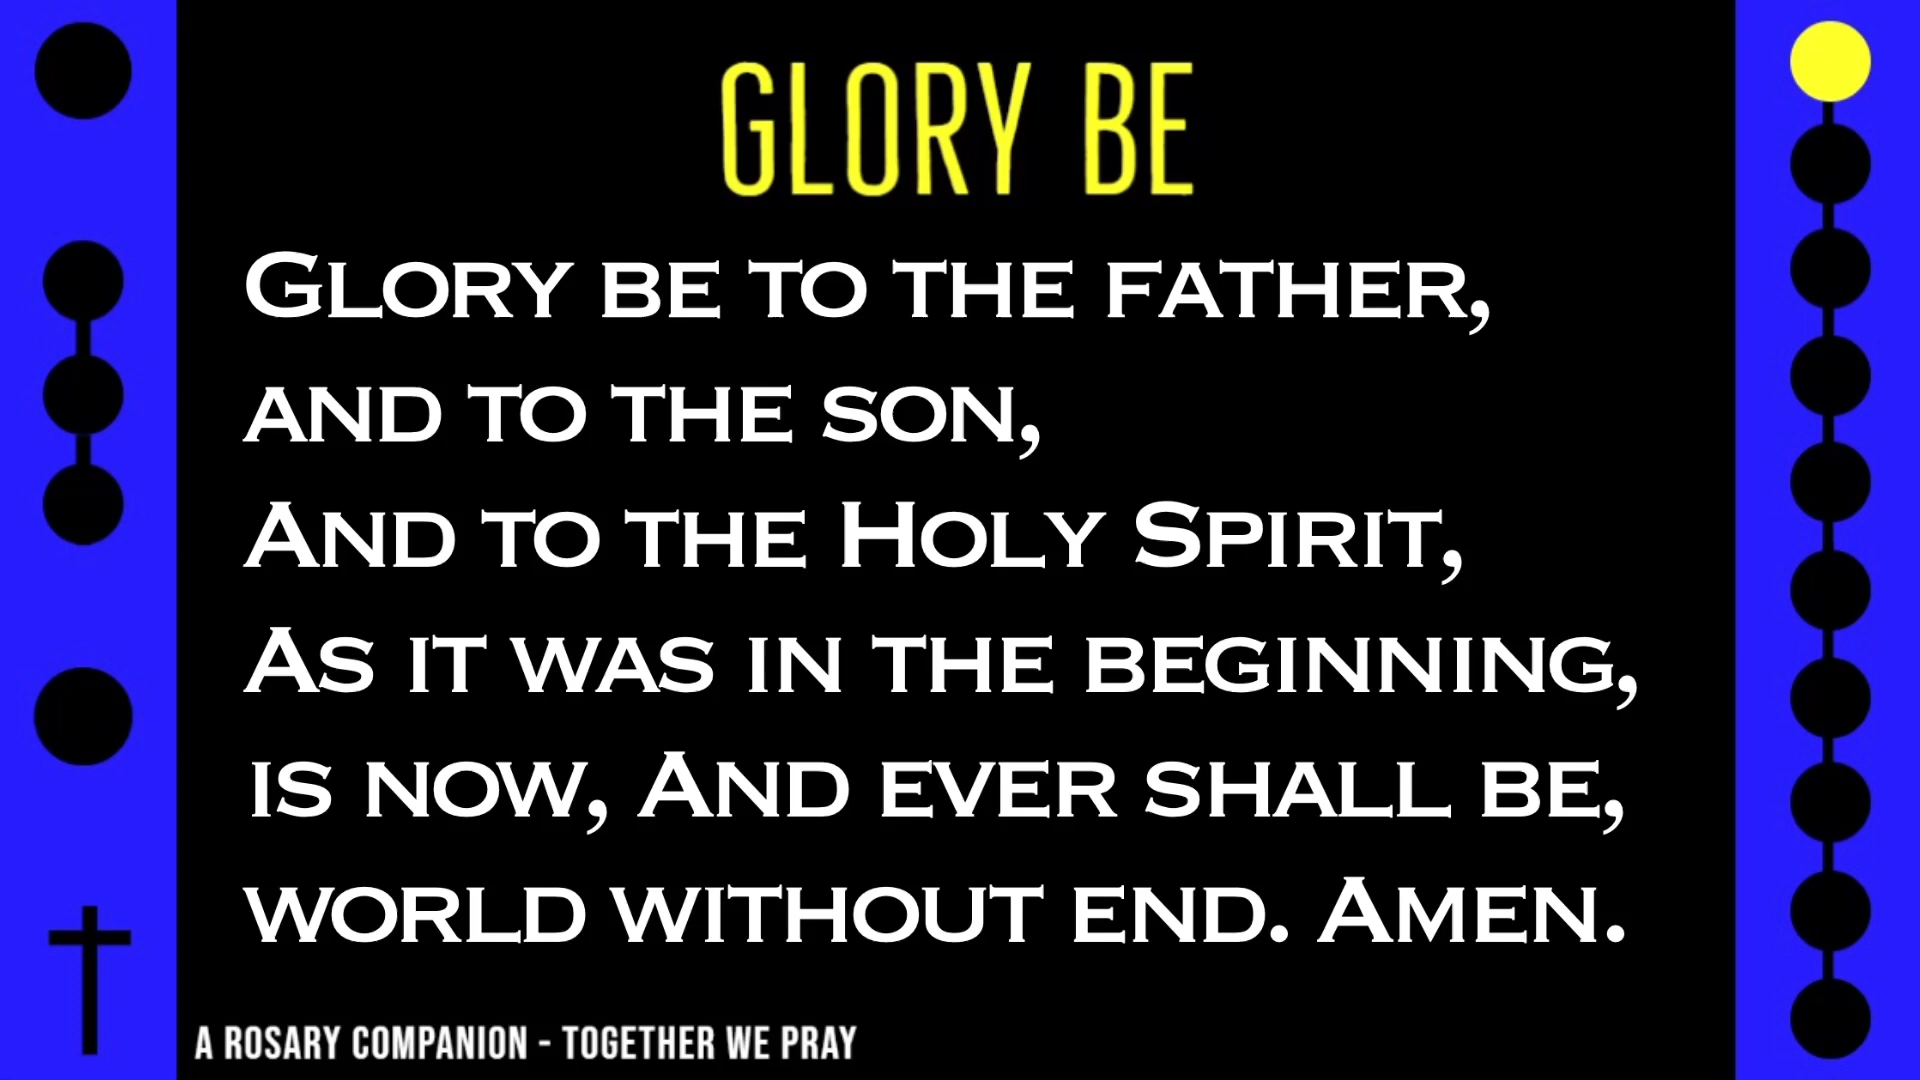 GLORY BE
Glory be to the father,
and to the son,
And to the Holy Spirit,
As it was in the beginning,
is now, And ever shall be,
world without end. Amen.
A ROSARY COMPANION - TOGETHER WE PRAY